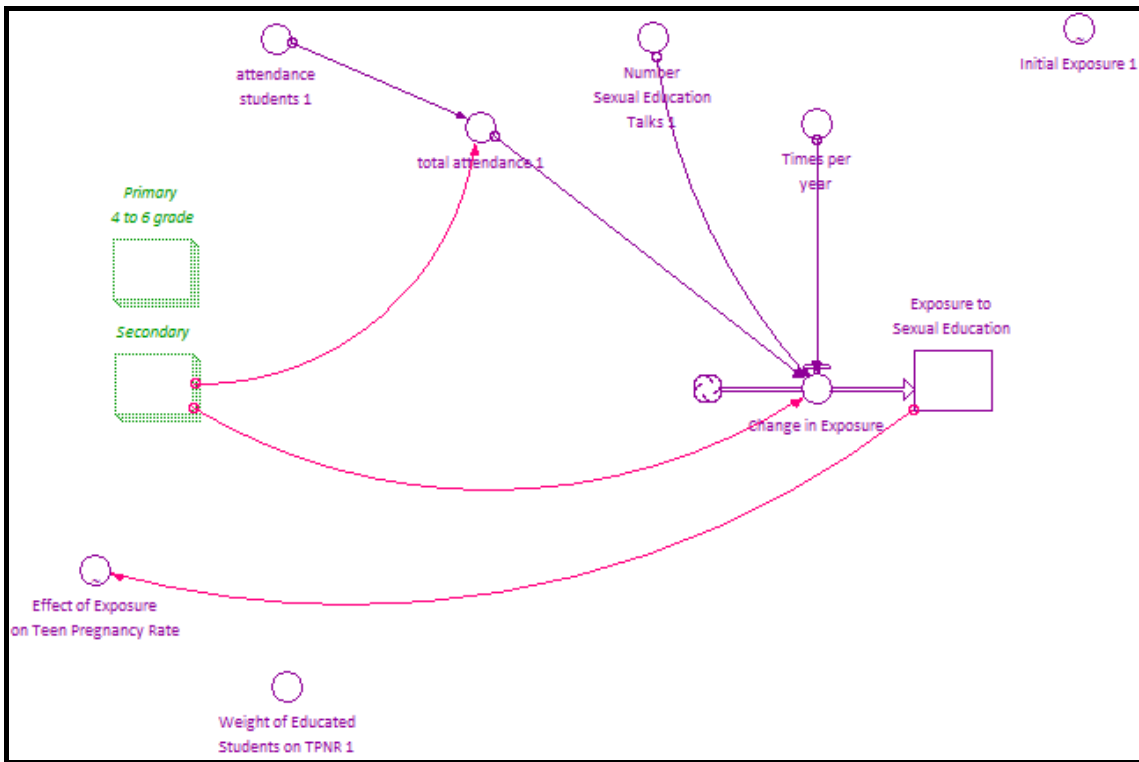 attendance
students 1
Number
Sexual Education
Talks 1
Initial Exposure 1
total attendance 1
Times per
year
Primary
4 to 6 grade
Secondary
Exposure to
Sexual Education
Change in Exposure
Effect of Exposure
on Teen Pregnancy Rate
Weight of Educated
Students on TPNR 1